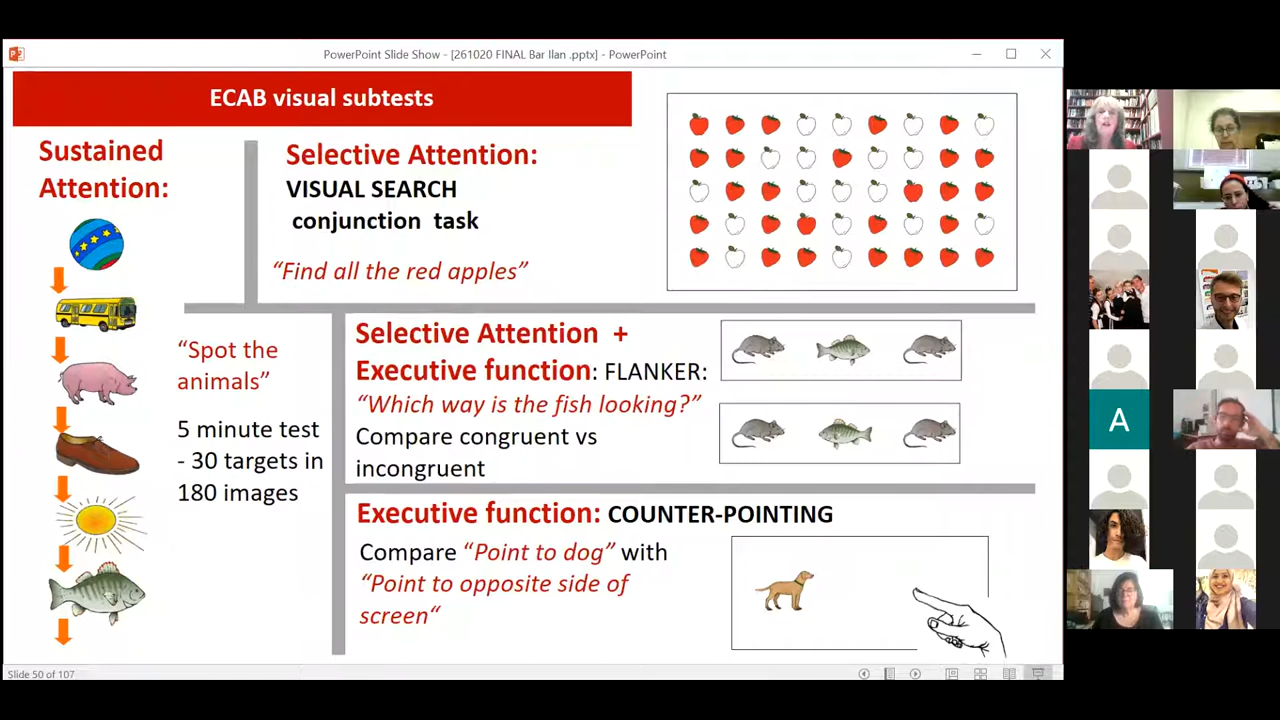 PowerPoint Slide Show - [261020 FINAL Bar Ilan .pptx] - PowerPoint
ECAB visual subtests
Sustained
Attention:
"Spot the
animals"
5 minute test
- 30 targets in
180 images
Selective Attention:
VISUAL SEARCH
conjunction task
"Find all the red apples"
Selective Attention +
Executive function: FLANKER:
"Which way is the fish looking?"
Compare congruent vs
incongruent
Executive function: COUNTER-POINTING
Compare "Point to dog" with
"Point to opposite side of
screen"
A
Slide 50 of 107